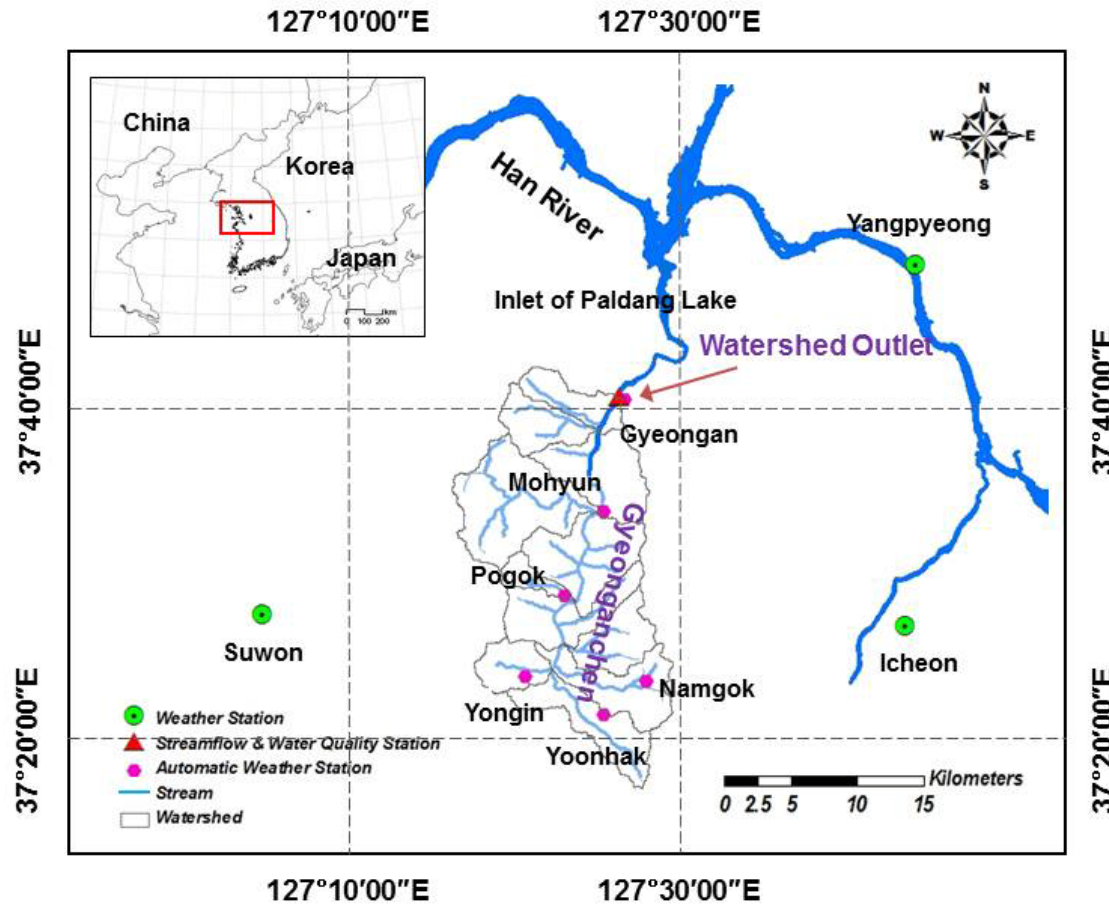 127°10′00″E
127°30′00″E
China
Korea
Japan
km
0 100 200
N
W
E
S
Han River
Yangpyeong
Inlet of Paldang Lake
Watershed Outlet
37°40′00″E
37°40′00″E
Gyeongan
Mohyun
Gyeonganchen
Pogok
Suwon
Icheon
Namgok
Yongin
Yoonhak
37°20′00″E
37°20′00″E
Weather Station
Streamflow & Water Quality Station
Automatic Weather Station
Stream
Watershed
Kilometers
0 2.5 5 10 15
127°10′00″E
127°30′00″E